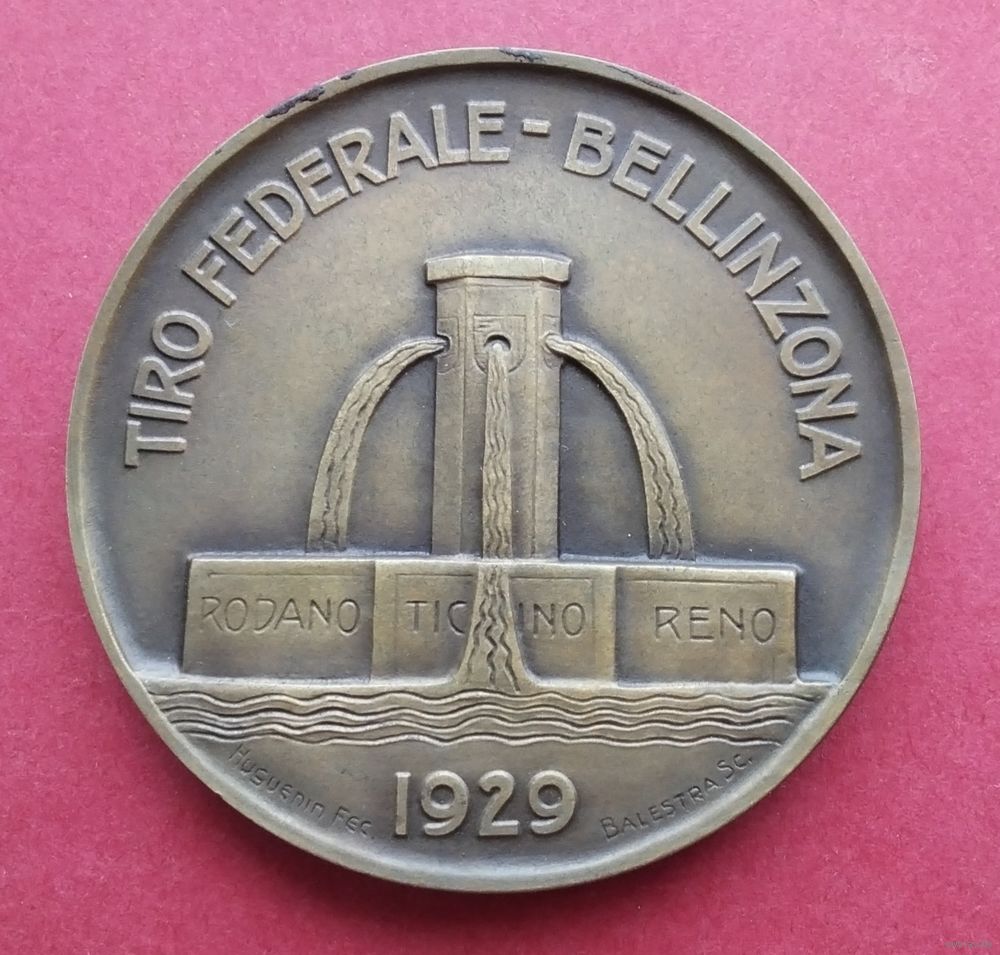 TIRO FEDERALE - BELLINZONA
RODANO TICINO RENO
Huguenin Fec.
1929
BALESTRA SC.